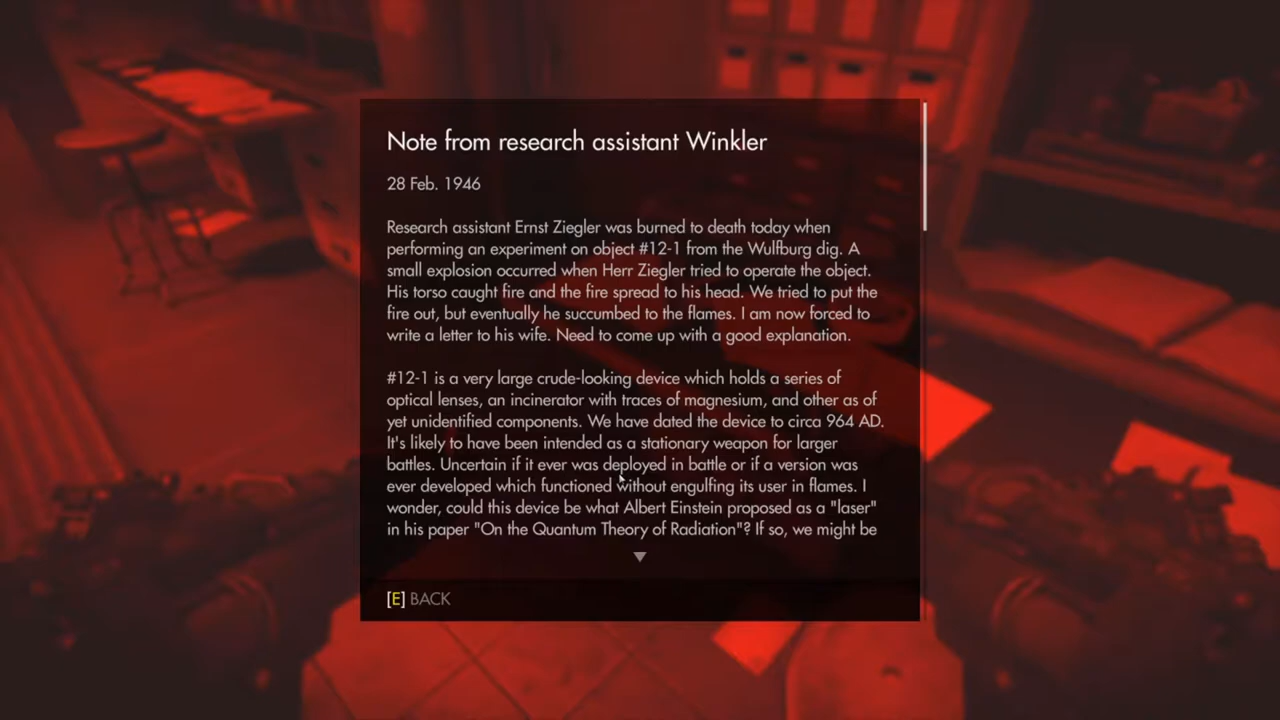 Note from research assistant Winkler
28 Feb. 1946
Research assistant Ernst Ziegler was burned to death today when
performing an experiment on object #12-1 from the Wulfburg dig. A
small explosion occurred when Herr Ziegler tried to operate the object.
His torso caught fire and the fire spread to his head. We tried to put the
fire out, but eventually he succumbed to the flames. I am now forced to
write a letter to his wife. Need to come up with a good explanation.
#12-1 is a very large crude-looking device which holds a series of
optical lenses, an incinerator with traces of magnesium, and other as of
yet unidentified components. We have dated the device to circa 964 AD.
It's likely to have been intended as a stationary weapon for larger
battles. Uncertain if it ever was deployed in battle or if a version was
ever developed which functioned without engulfing its user in flames. I
wonder, could this device be what Albert Einstein proposed as a "laser"
in his paper "On the Quantum Theory of Radiation"? If so, we might be
[E] BACK